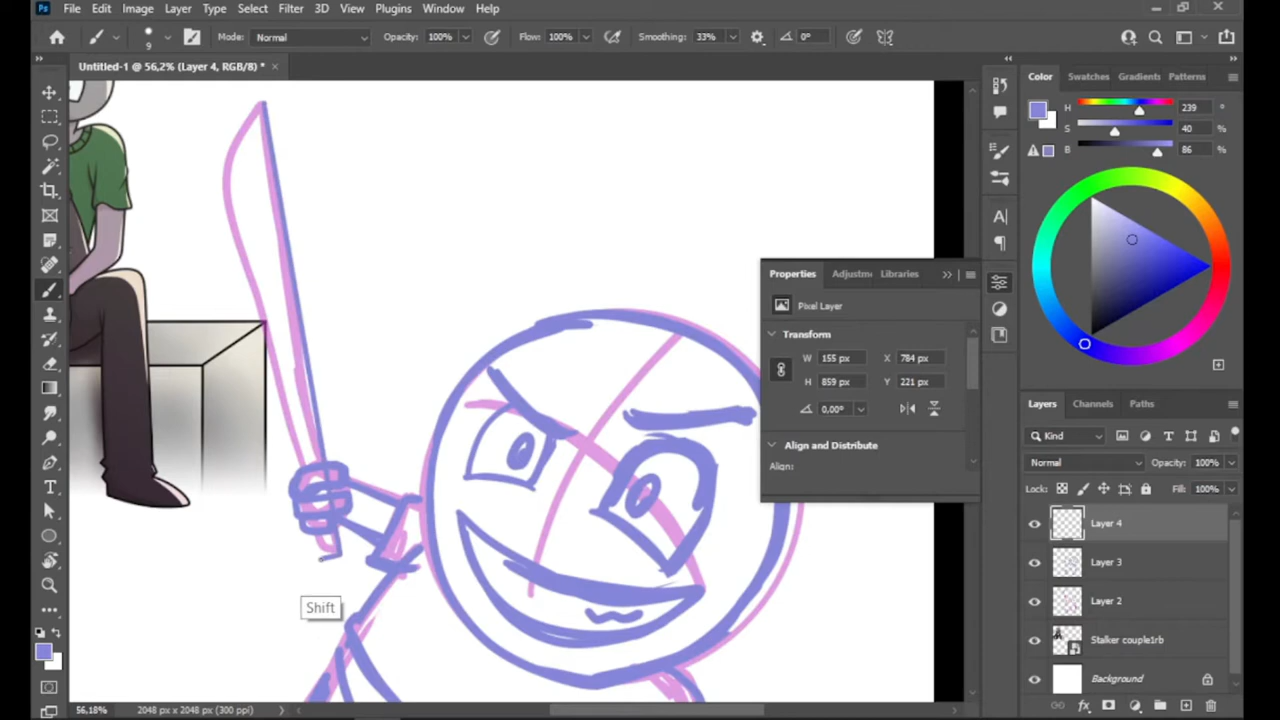 Ps File Edit Image Layer Type Select Filter 3D View Plugins Window Help
9 Mode: Normal Opacity: 100% Flow: 100% Smoothing: 33% 0°
Untitled-1 @ 56,2% (Layer 4, RGB/8) * ×
Color Swatches Gradients Patterns
H 239 °
S 40 %
B 86 %
Properties Adjustm Libraries
Pixel Layer
Transform
W 155 px X 784 px
H 859 px Y 221 px
0,00°
Align and Distribute
Align:
Layers Channels Paths
Kind
Normal Opacity: 100%
Lock: Fill: 100%
Layer 4
Layer 3
Layer 2
Stalker couple1rb
Background
Shift
56,18% 2048 px x 2048 px (300 ppi)